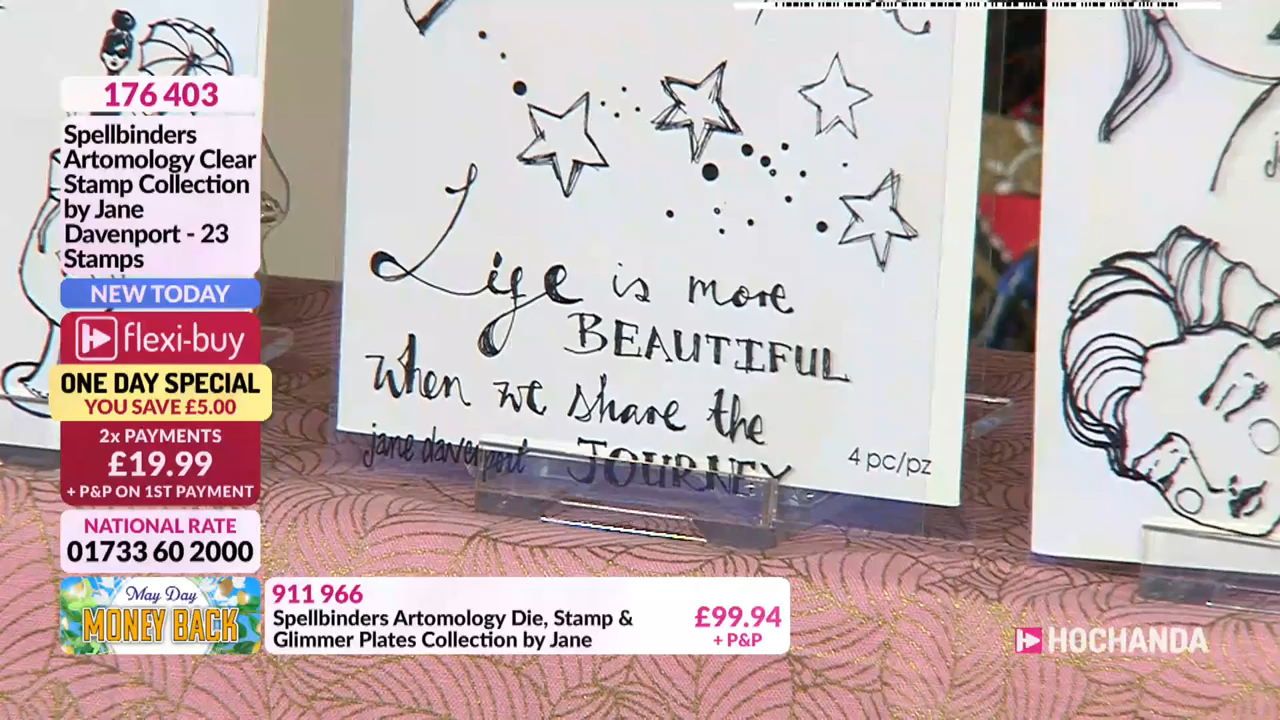 176 403
Spellbinders
Artomology Clear
Stamp Collection
by Jane
Davenport - 23
Stamps
NEW TODAY
flexi-buy
ONE DAY SPECIAL
YOU SAVE £5.00
2x PAYMENTS
£19.99
+ P&P ON 1ST PAYMENT
NATIONAL RATE
01733 60 2000
May Day
MONEY BACK
911 966
Spellbinders Artomology Die, Stamp &
Glimmer Plates Collection by Jane
£99.94
+ P&P
HOCHANDA
Life is more
BEAUTIFUL
when we share the
JOURNEY
jane davenport
4 pc/pz